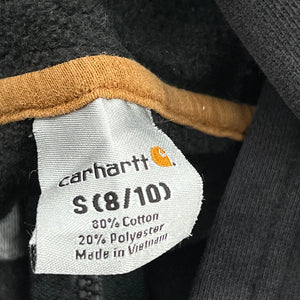 carhartt
S (8/10)
80% Cotton
20% Polyester
Made in Vietnam